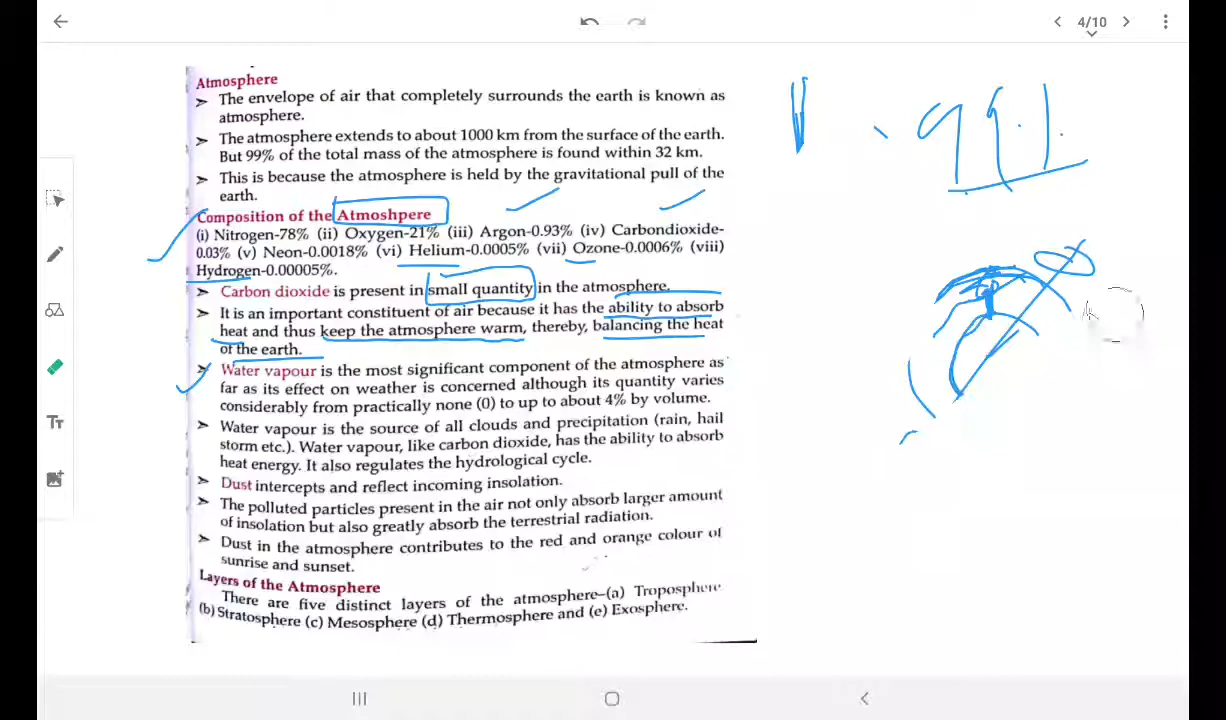 4/10
Atmosphere
➤ The envelope of air that completely surrounds the earth is known as
atmosphere.
➤ The atmosphere extends to about 1000 km from the surface of the earth.
But 99% of the total mass of the atmosphere is found within 32 km.
➤ This is because the atmosphere is held by the gravitational pull of the
earth.
Composition of the Atmoshpere
(i) Nitrogen-78% (ii) Oxygen-21% (iii) Argon-0.93% (iv) Carbondioxide-
0.03% (v) Neon-0.0018% (vi) Helium-0.0005% (vii) Ozone-0.0006% (viii)
Hydrogen-0.00005%.
➤ Carbon dioxide is present in small quantity in the atmosphere.
➤ It is an important constituent of air because it has the ability to absorb
heat and thus keep the atmosphere warm, thereby, balancing the heat
of the earth.
➤ Water vapour is the most significant component of the atmosphere as
far as its effect on weather is concerned although its quantity varies
considerably from practically none (0) to up to about 4% by volume.
➤ Water vapour is the source of all clouds and precipitation (rain, hail
storm etc.). Water vapour, like carbon dioxide, has the ability to absorb
heat energy. It also regulates the hydrological cycle.
➤ Dust intercepts and reflect incoming insolation.
➤ The polluted particles present in the air not only absorb larger amount
of insolation but also greatly absorb the terrestrial radiation.
➤ Dust in the atmosphere contributes to the red and orange colour of
sunrise and sunset.
Layers of the Atmosphere
There are five distinct layers of the atmosphere–(a) Troposphere
(b) Stratosphere (c) Mesosphere (d) Thermosphere and (e) Exosphere.
Tт